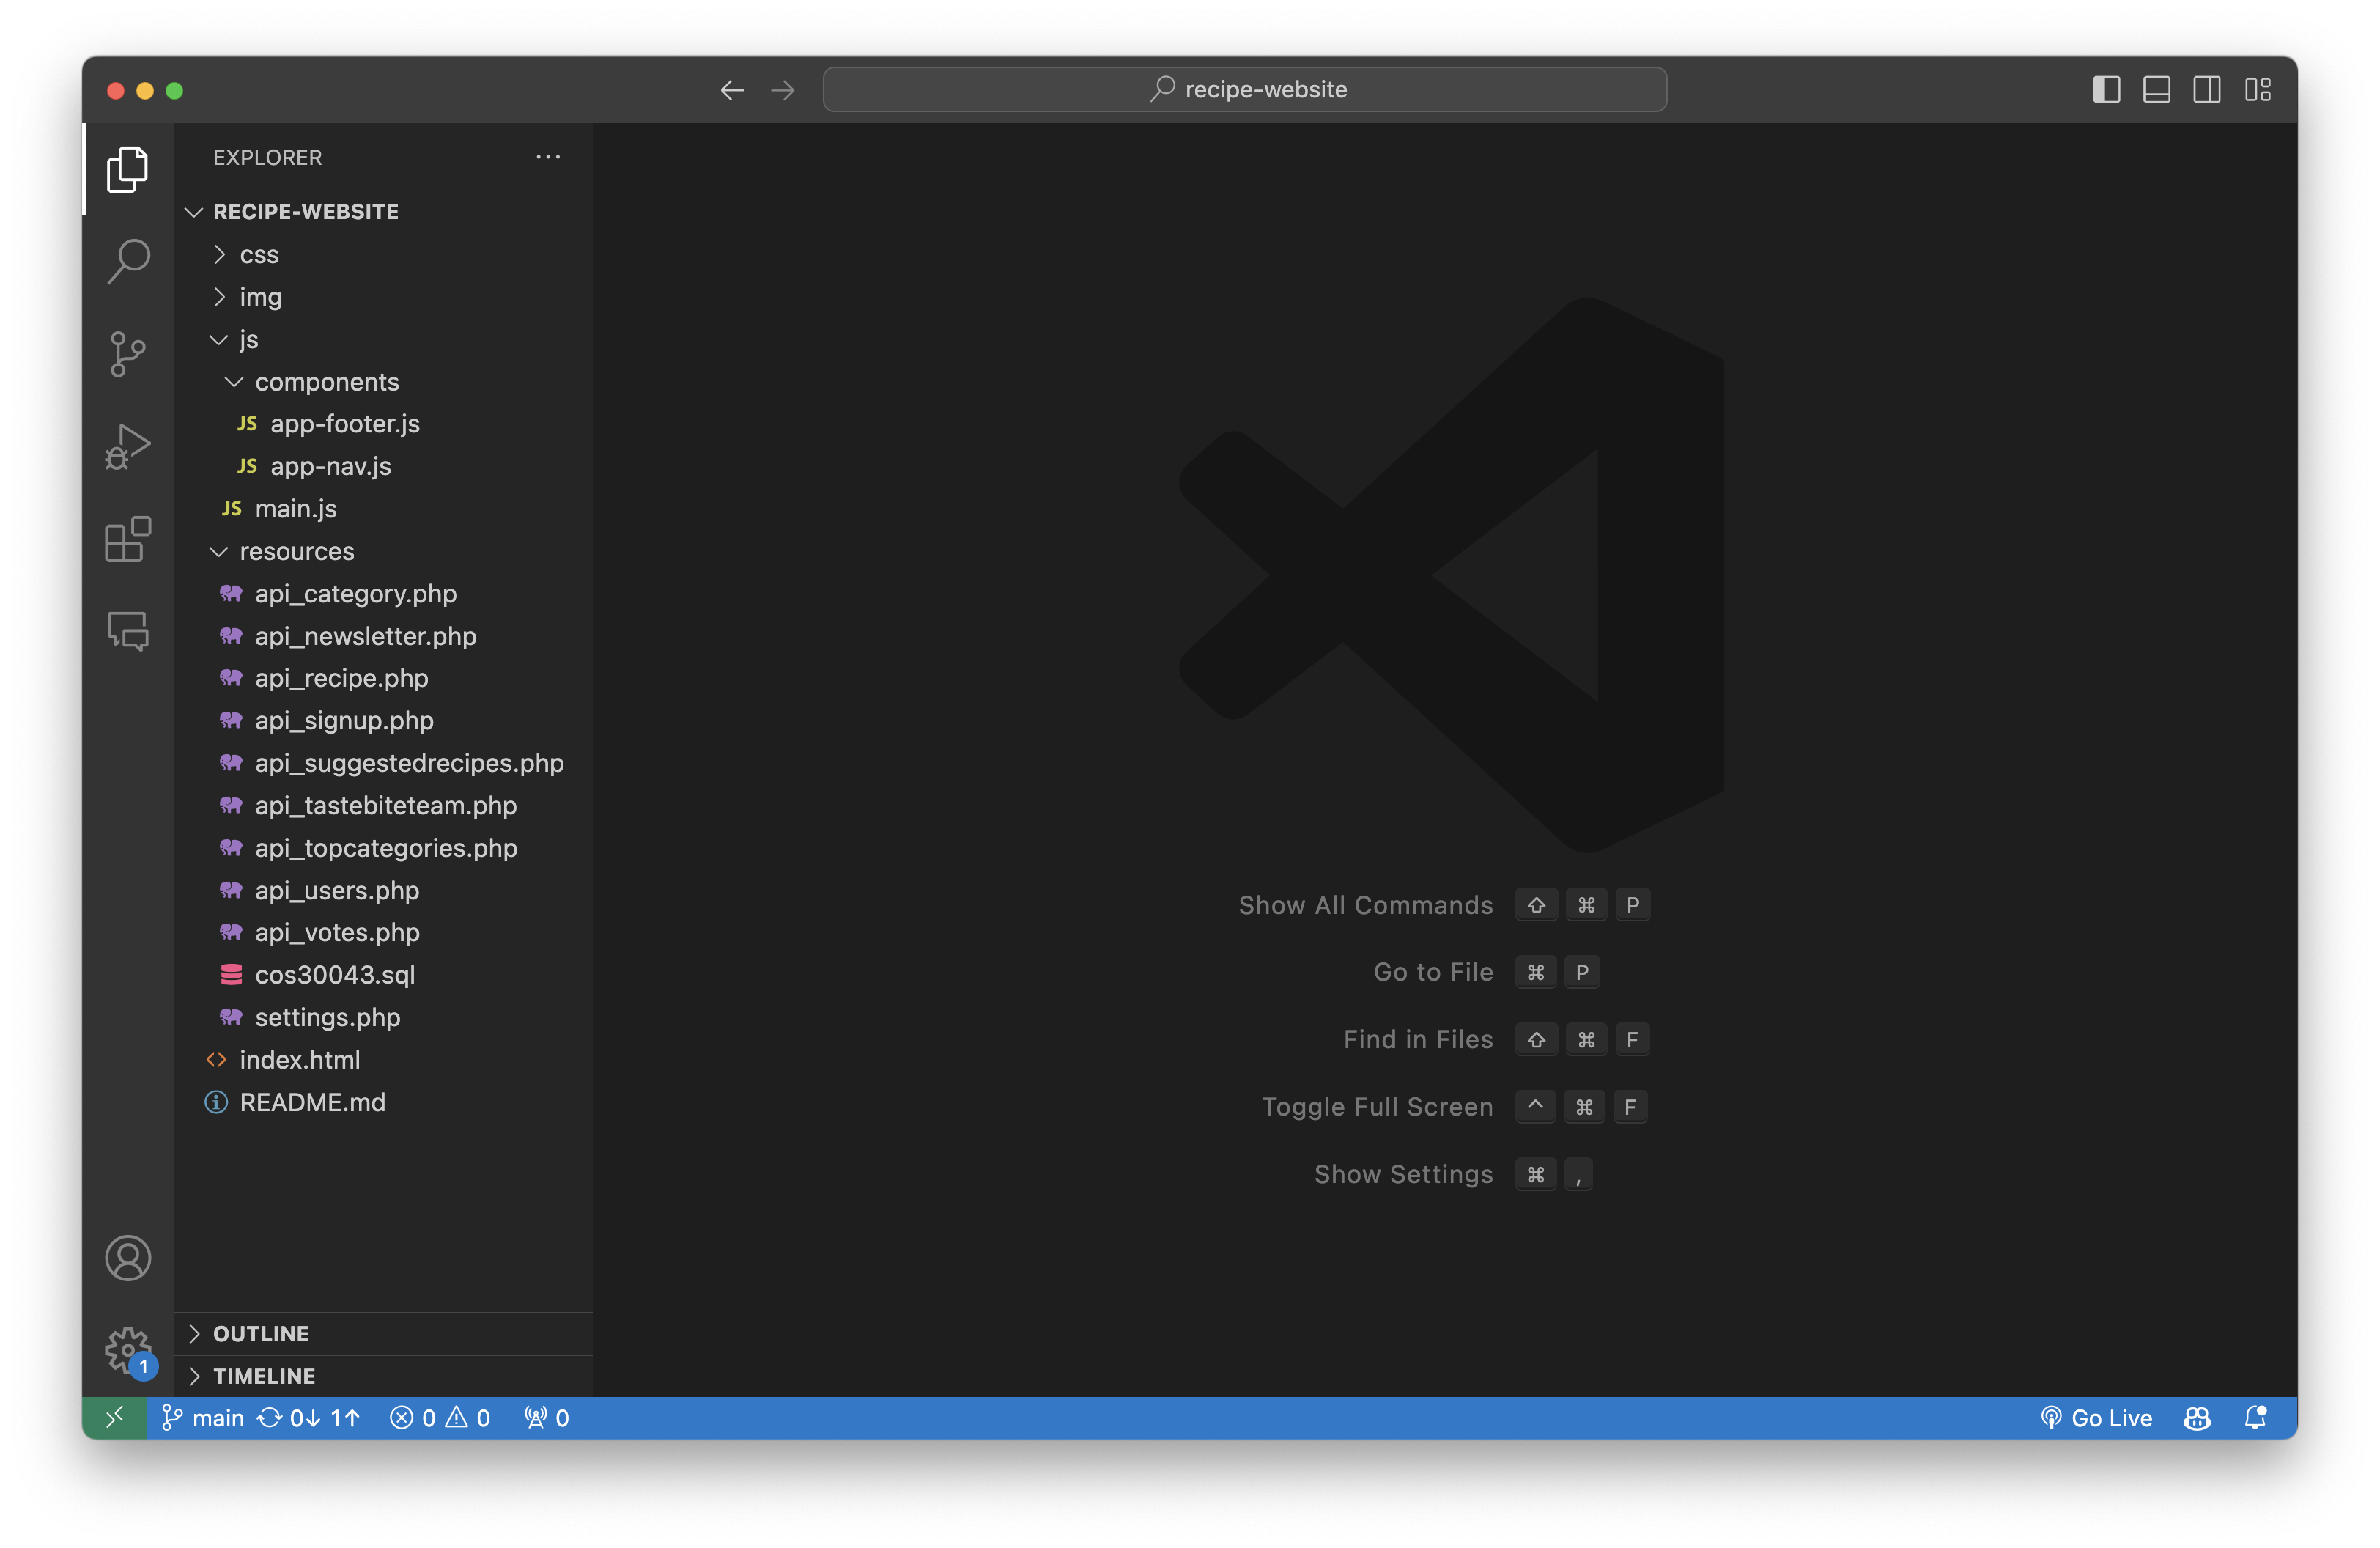 recipe-website
EXPLORER
RECIPE-WEBSITE
css
img
js
components
JS app-footer.js
JS app-nav.js
JS main.js
resources
api_category.php
api_newsletter.php
api_recipe.php
api_signup.php
api_suggestedrecipes.php
api_tastebiteteam.php
api_topcategories.php
api_users.php
api_votes.php
cos30043.sql
settings.php
index.html
README.md
OUTLINE
TIMELINE
Show All Commands ⇧ ⌘ P
Go to File ⌘ P
Find in Files ⇧ ⌘ F
Toggle Full Screen ^ ⌘ F
Show Settings ⌘ ,
1
main 0↓ 1↑ 0 0 0
Go Live